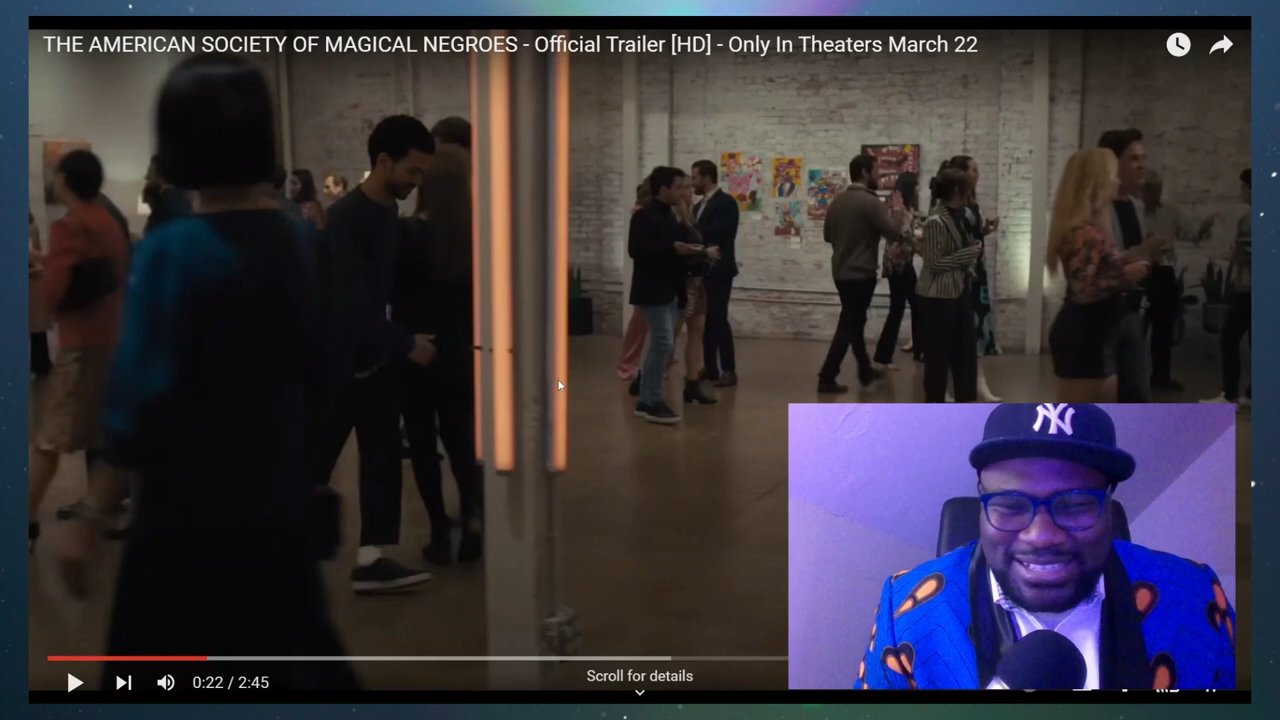 THE AMERICAN SOCIETY OF MAGICAL NEGROES - Official Trailer [HD] - Only In Theaters March 22
NY
0:22 / 2:45
Scroll for details